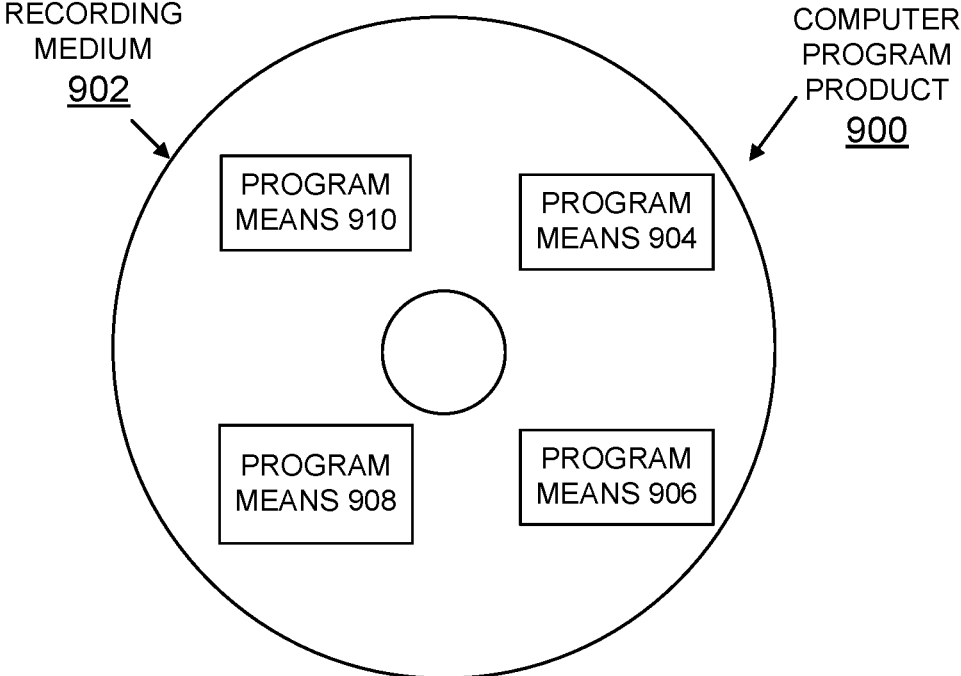 RECORDING
MEDIUM
902
COMPUTER
PROGRAM
PRODUCT
900
PROGRAM
MEANS 910
PROGRAM
MEANS 904
PROGRAM
MEANS 908
PROGRAM
MEANS 906